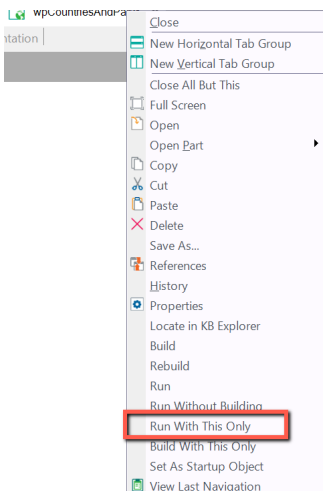 wpCountriesAndPa
ntation
Close
New Horizontal Tab Group
New Vertical Tab Group
Close All But This
Full Screen
Open
Open Part
Copy
Cut
Paste
Delete
Save As...
References
History
Properties
Locate in KB Explorer
Build
Rebuild
Run
Run Without Building
Run With This Only
Build With This Only
Set As Startup Object
View Last Navigation